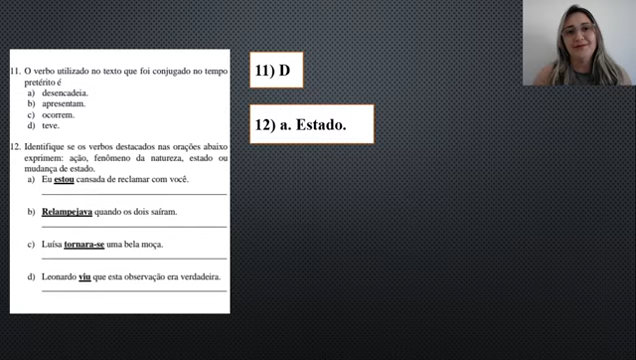 11. O verbo utilizado no texto que foi conjugado no tempo
pretérito é
a) desencadeia.
b) apresentam.
c) ocorrem.
d) teve.
12. Identifique se os verbos destacados nas orações abaixo
exprimem: ação, fenômeno da natureza, estado ou
mudança de estado.
a) Eu estou cansada de reclamar com você.
b) Relampejava quando os dois saíram.
c) Luísa tornara-se uma bela moça.
d) Leonardo viu que esta observação era verdadeira.
11) D
12) a. Estado.